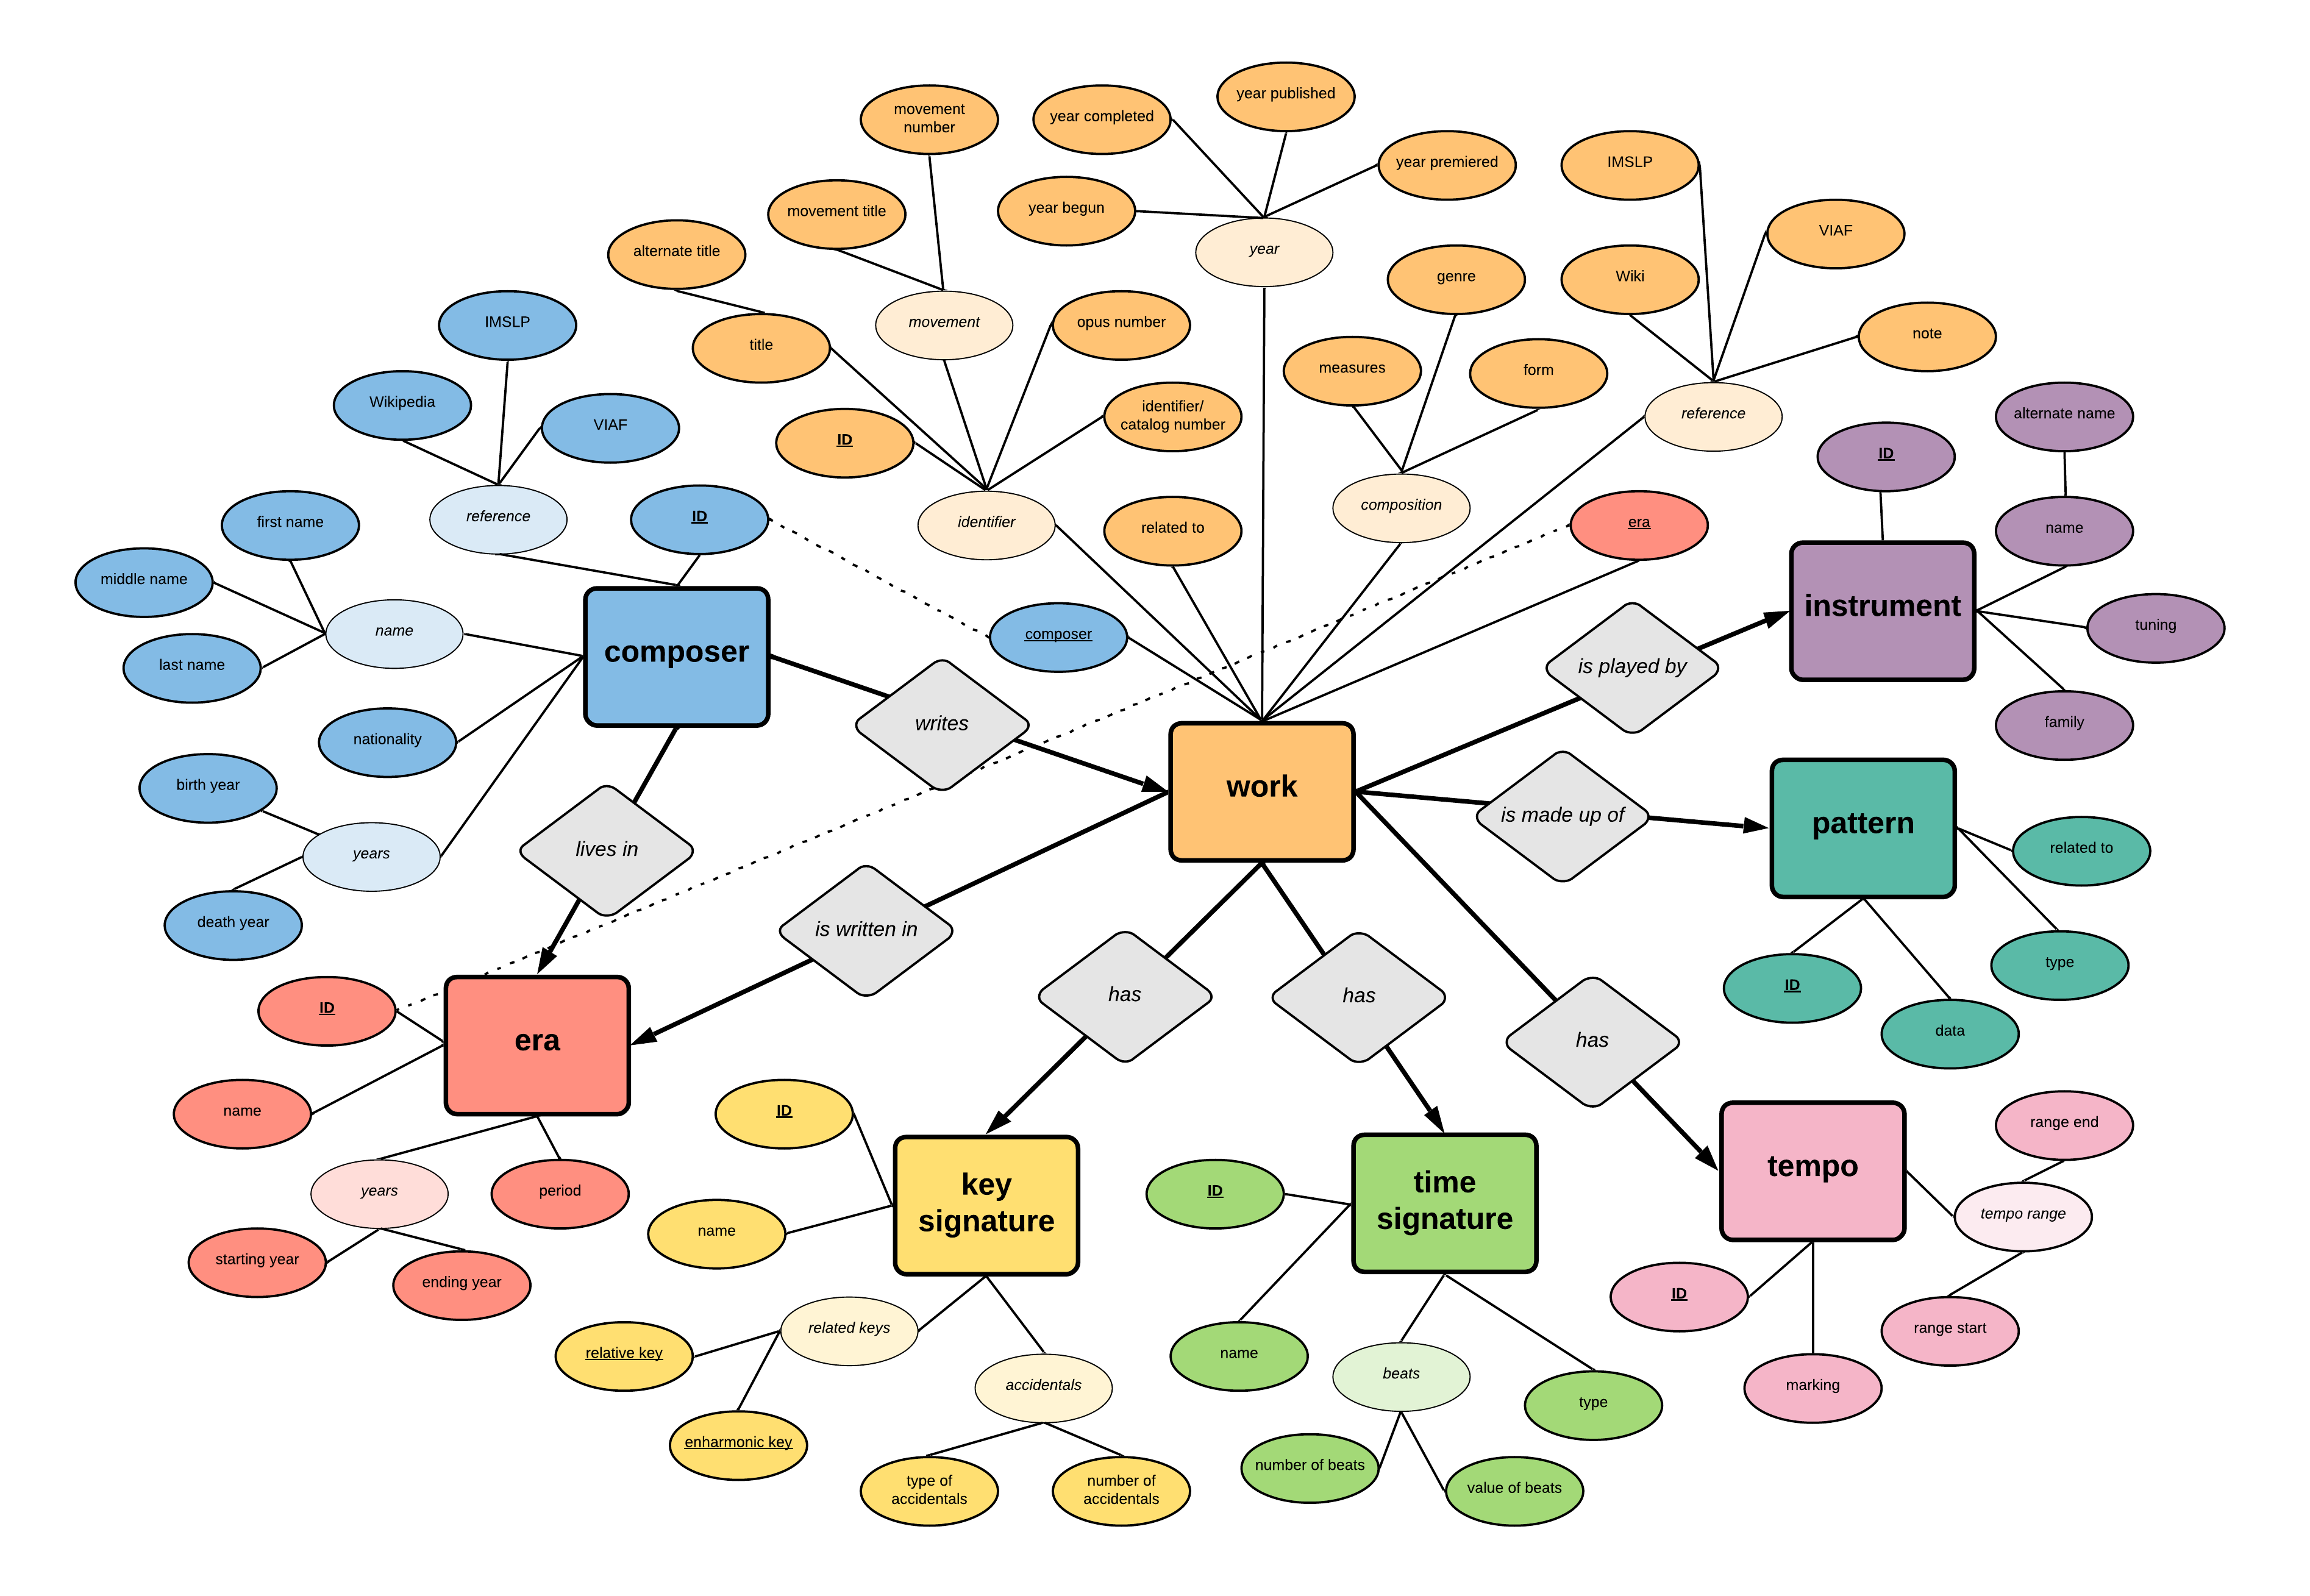 year published
movement
number
year completed
year premiered
IMSLP
movement title
year begun
VIAF
alternate title
year
genre
Wiki
IMSLP
movement
opus number
note
title
measures
form
Wikipedia
VIAF
ID
identifier/
catalog number
reference
alternate name
ID
first name
reference
ID
identifier
related to
composition
era
name
middle name
name
composer
instrument
tuning
last name
composer
is played by
nationality
writes
family
birth year
work
is made up of
pattern
years
lives in
related to
death year
is written in
type
ID
has
has
ID
era
has
data
name
ID
range end
years
period
key
signature
ID
time
signature
tempo
tempo range
name
starting year
ending year
ID
related keys
range start
relative key
name
accidentals
beats
marking
type
enharmonic key
type of
accidentals
number of
accidentals
number of beats
value of beats